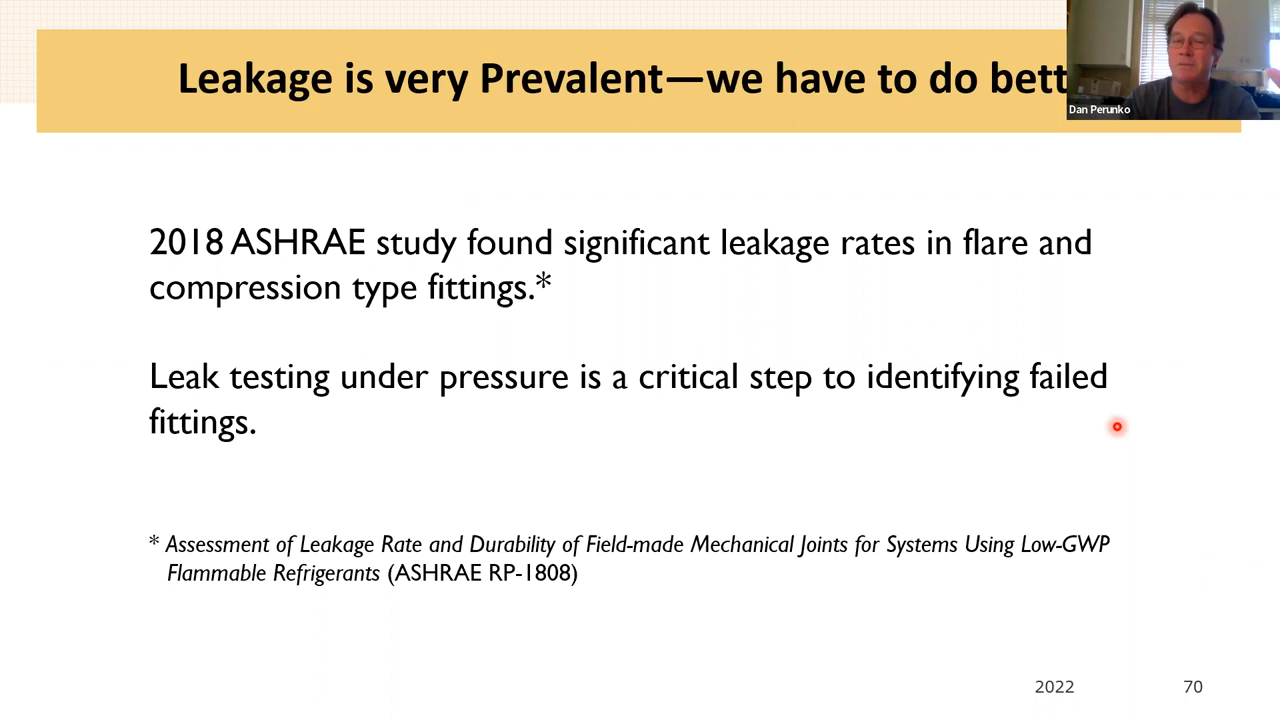 Leakage is very Prevalent—we have to do bett
Dan Perunko
2018 ASHRAE study found significant leakage rates in flare and
compression type fittings.*
Leak testing under pressure is a critical step to identifying failed
fittings.
* Assessment of Leakage Rate and Durability of Field-made Mechanical Joints for Systems Using Low-GWP
Flammable Refrigerants (ASHRAE RP-1808)
2022
70